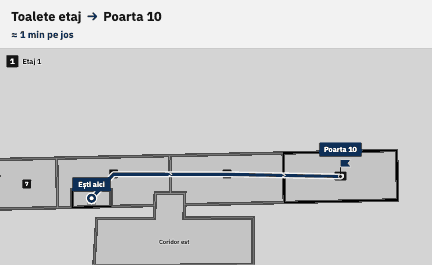 Toalete etaj → Poarta 10
≈ 1 min pe jos
1 Etaj 1
Poarta 10
Ești aici
7
Coridor est